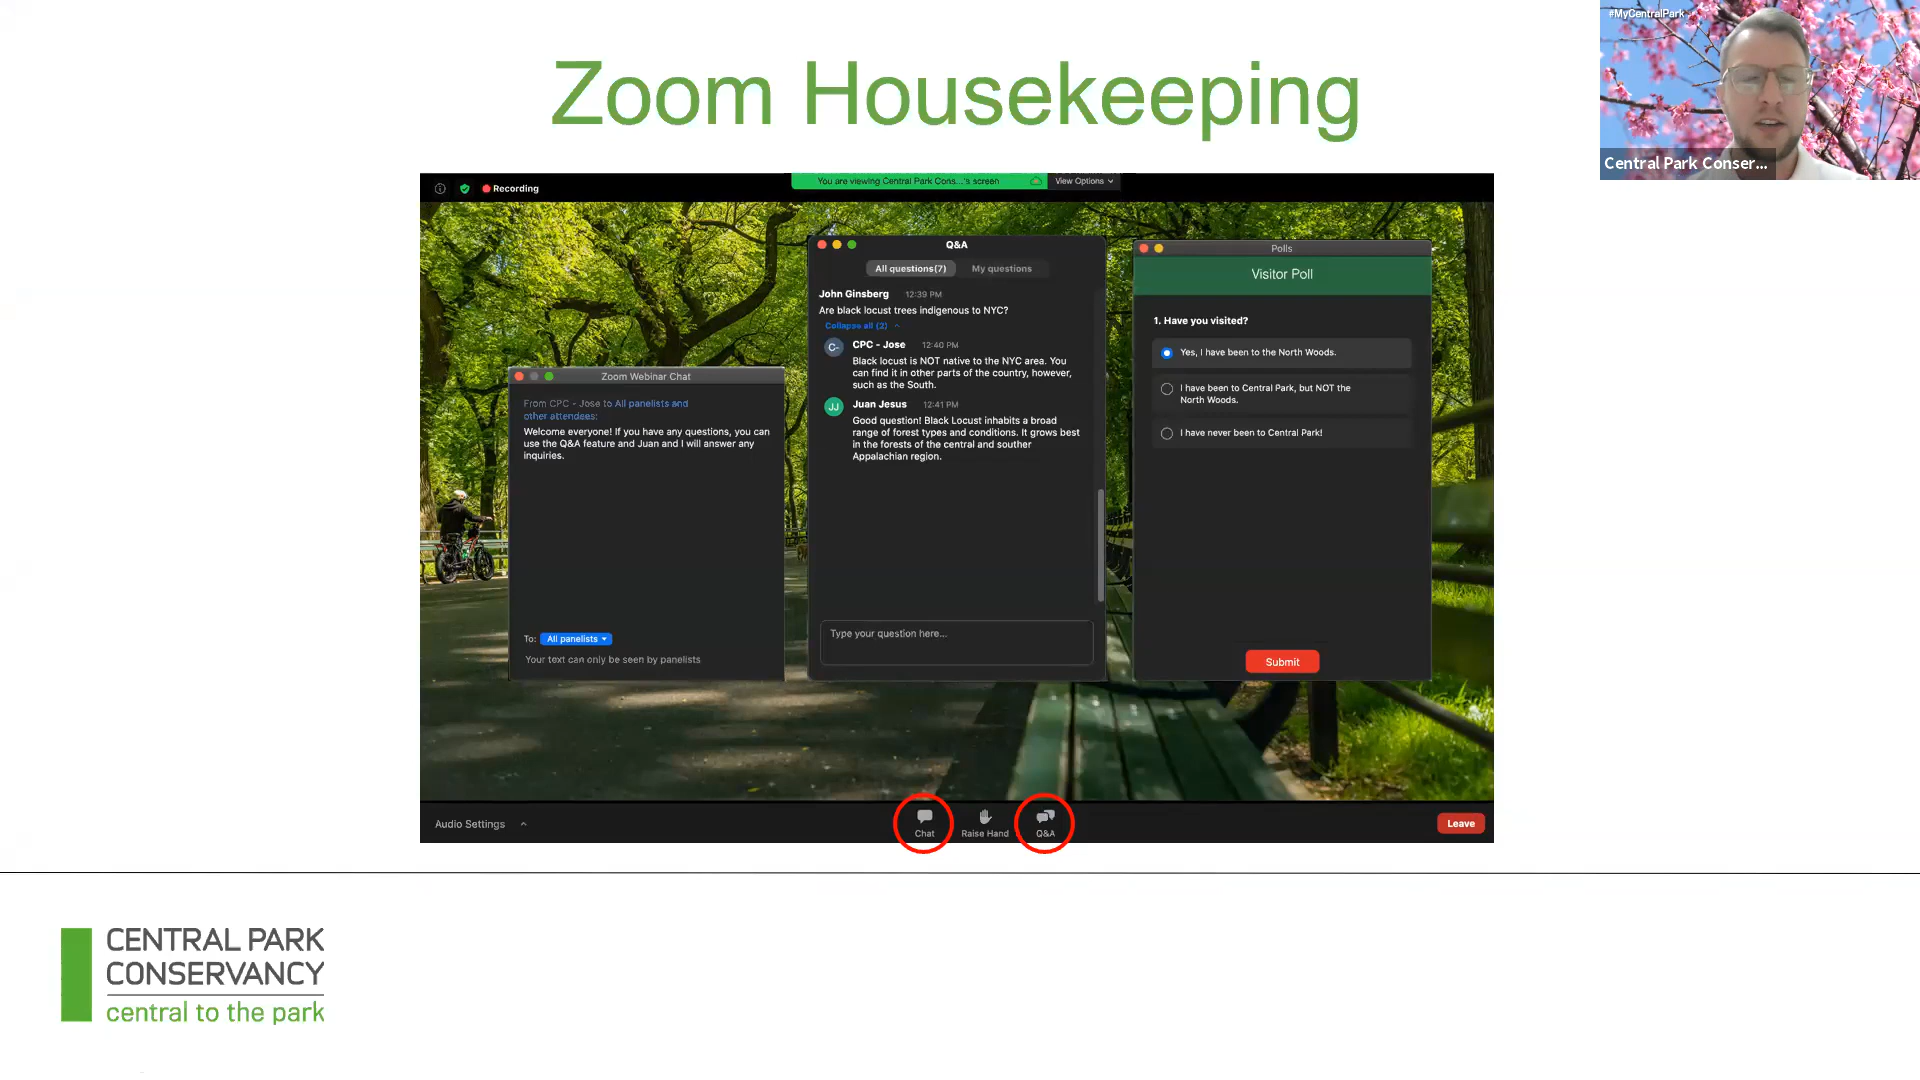 Zoom Housekeeping
#MyCentralPark
Central Park Conser...
Recording
You are viewing Central Park Cons...'s screen
View Options
Zoom Webinar Chat
From CPC - Jose to All panelists and
other attendees:
Welcome everyone! If you have any questions, you can
use the Q&A feature and Juan and I will answer any
inquiries.
To: All panelists
Your text can only be seen by panelists
Q&A
All questions(7) My questions
John Ginsberg 12:39 PM
Are black locust trees indigenous to NYC?
Collapse all (2)
C-
CPC - Jose 12:40 PM
Black locust is NOT native to the NYC area. You
can find it in other parts of the country, however,
such as the South.
JJ
Juan Jesus 12:41 PM
Good question! Black Locust inhabits a broad
range of forest types and conditions. It grows best
in the forests of the central and souther
Appalachian region.
Type your question here...
Polls
Visitor Poll
1. Have you visited?
Yes, I have been to the North Woods.
I have been to Central Park, but NOT the
North Woods.
I have never been to Central Park!
Submit
Audio Settings
Chat
Raise Hand
Q&A
Leave
CENTRAL PARK
CONSERVANCY
central to the park